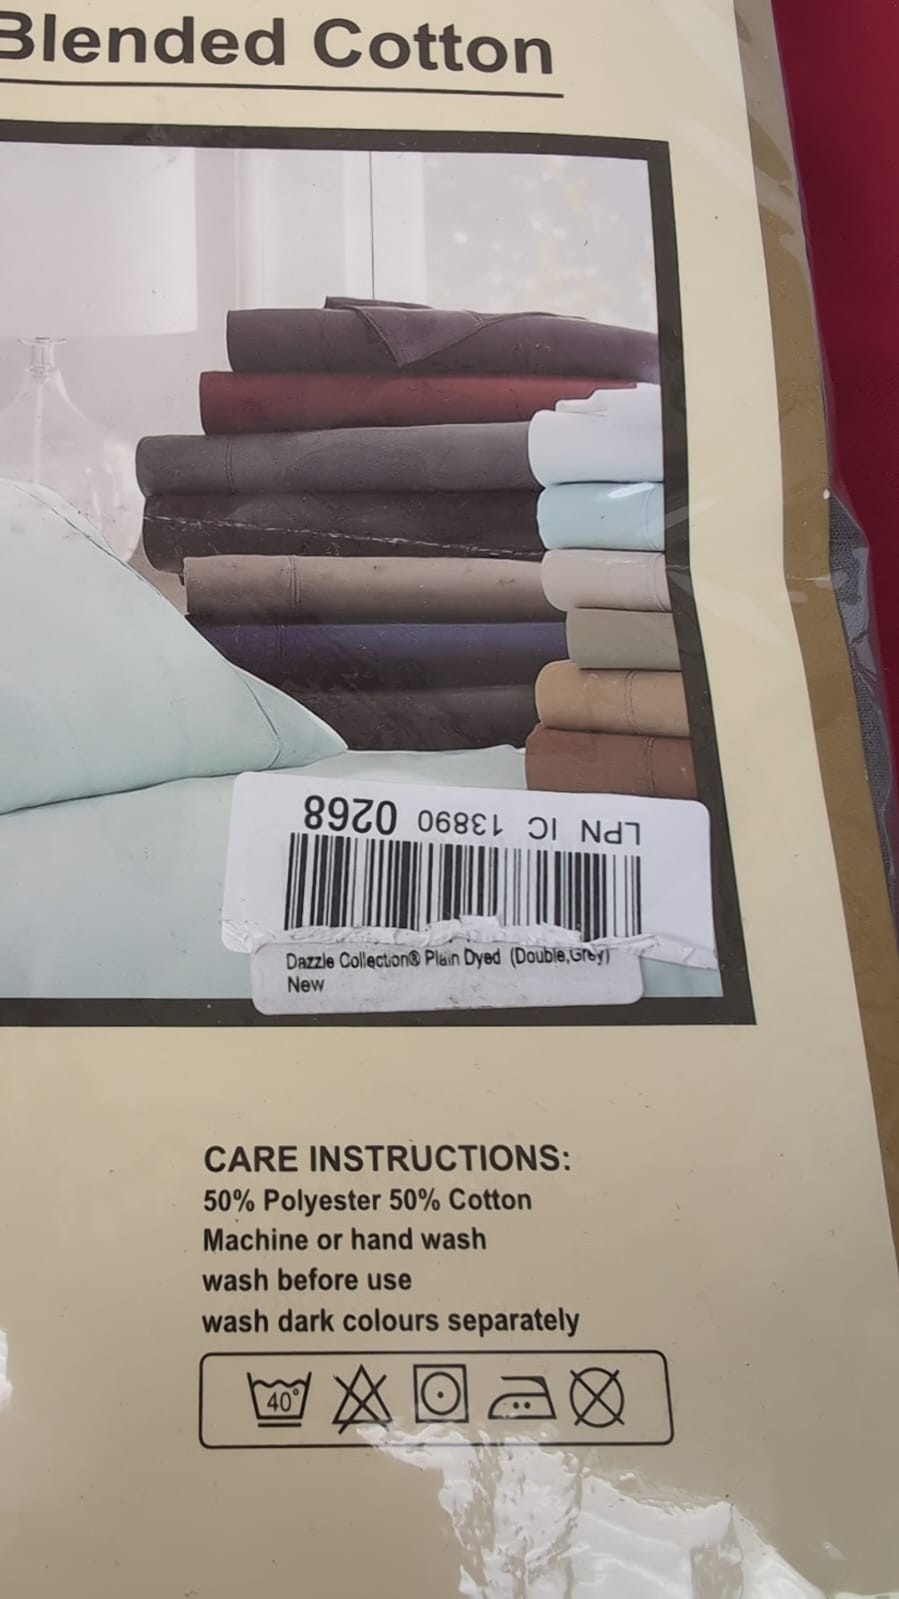 Blended Cotton
LPN IC 13890 0268
Dazzle Collection® Plain Dyed (Double,Grey)
New
CARE INSTRUCTIONS:
50% Polyester 50% Cotton
Machine or hand wash
wash before use
wash dark colours separately
40°